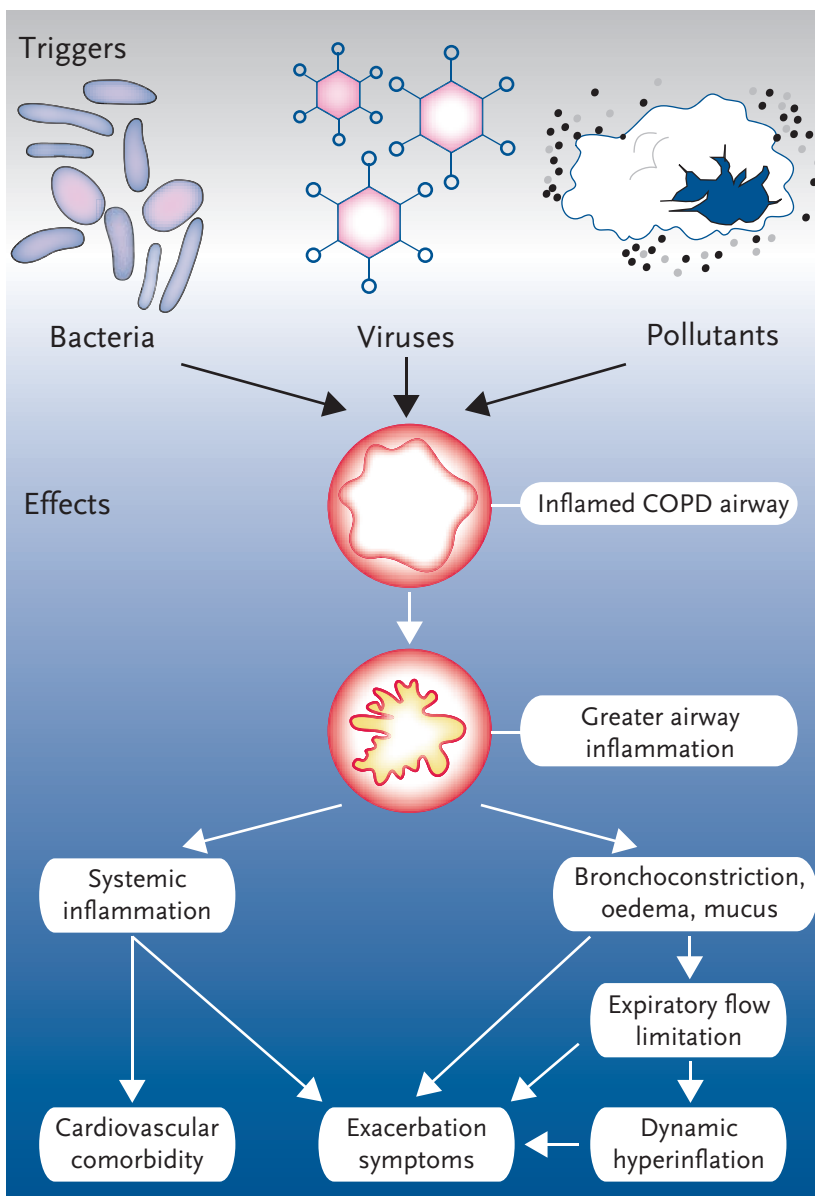 Triggers
Bacteria
Viruses
Pollutants
Effects
Inflamed COPD airway
Greater airway
inflammation
Systemic
inflammation
Bronchoconstriction,
oedema, mucus
Expiratory flow
limitation
Cardiovascular
comorbidity
Exacerbation
symptoms
Dynamic
hyperinflation